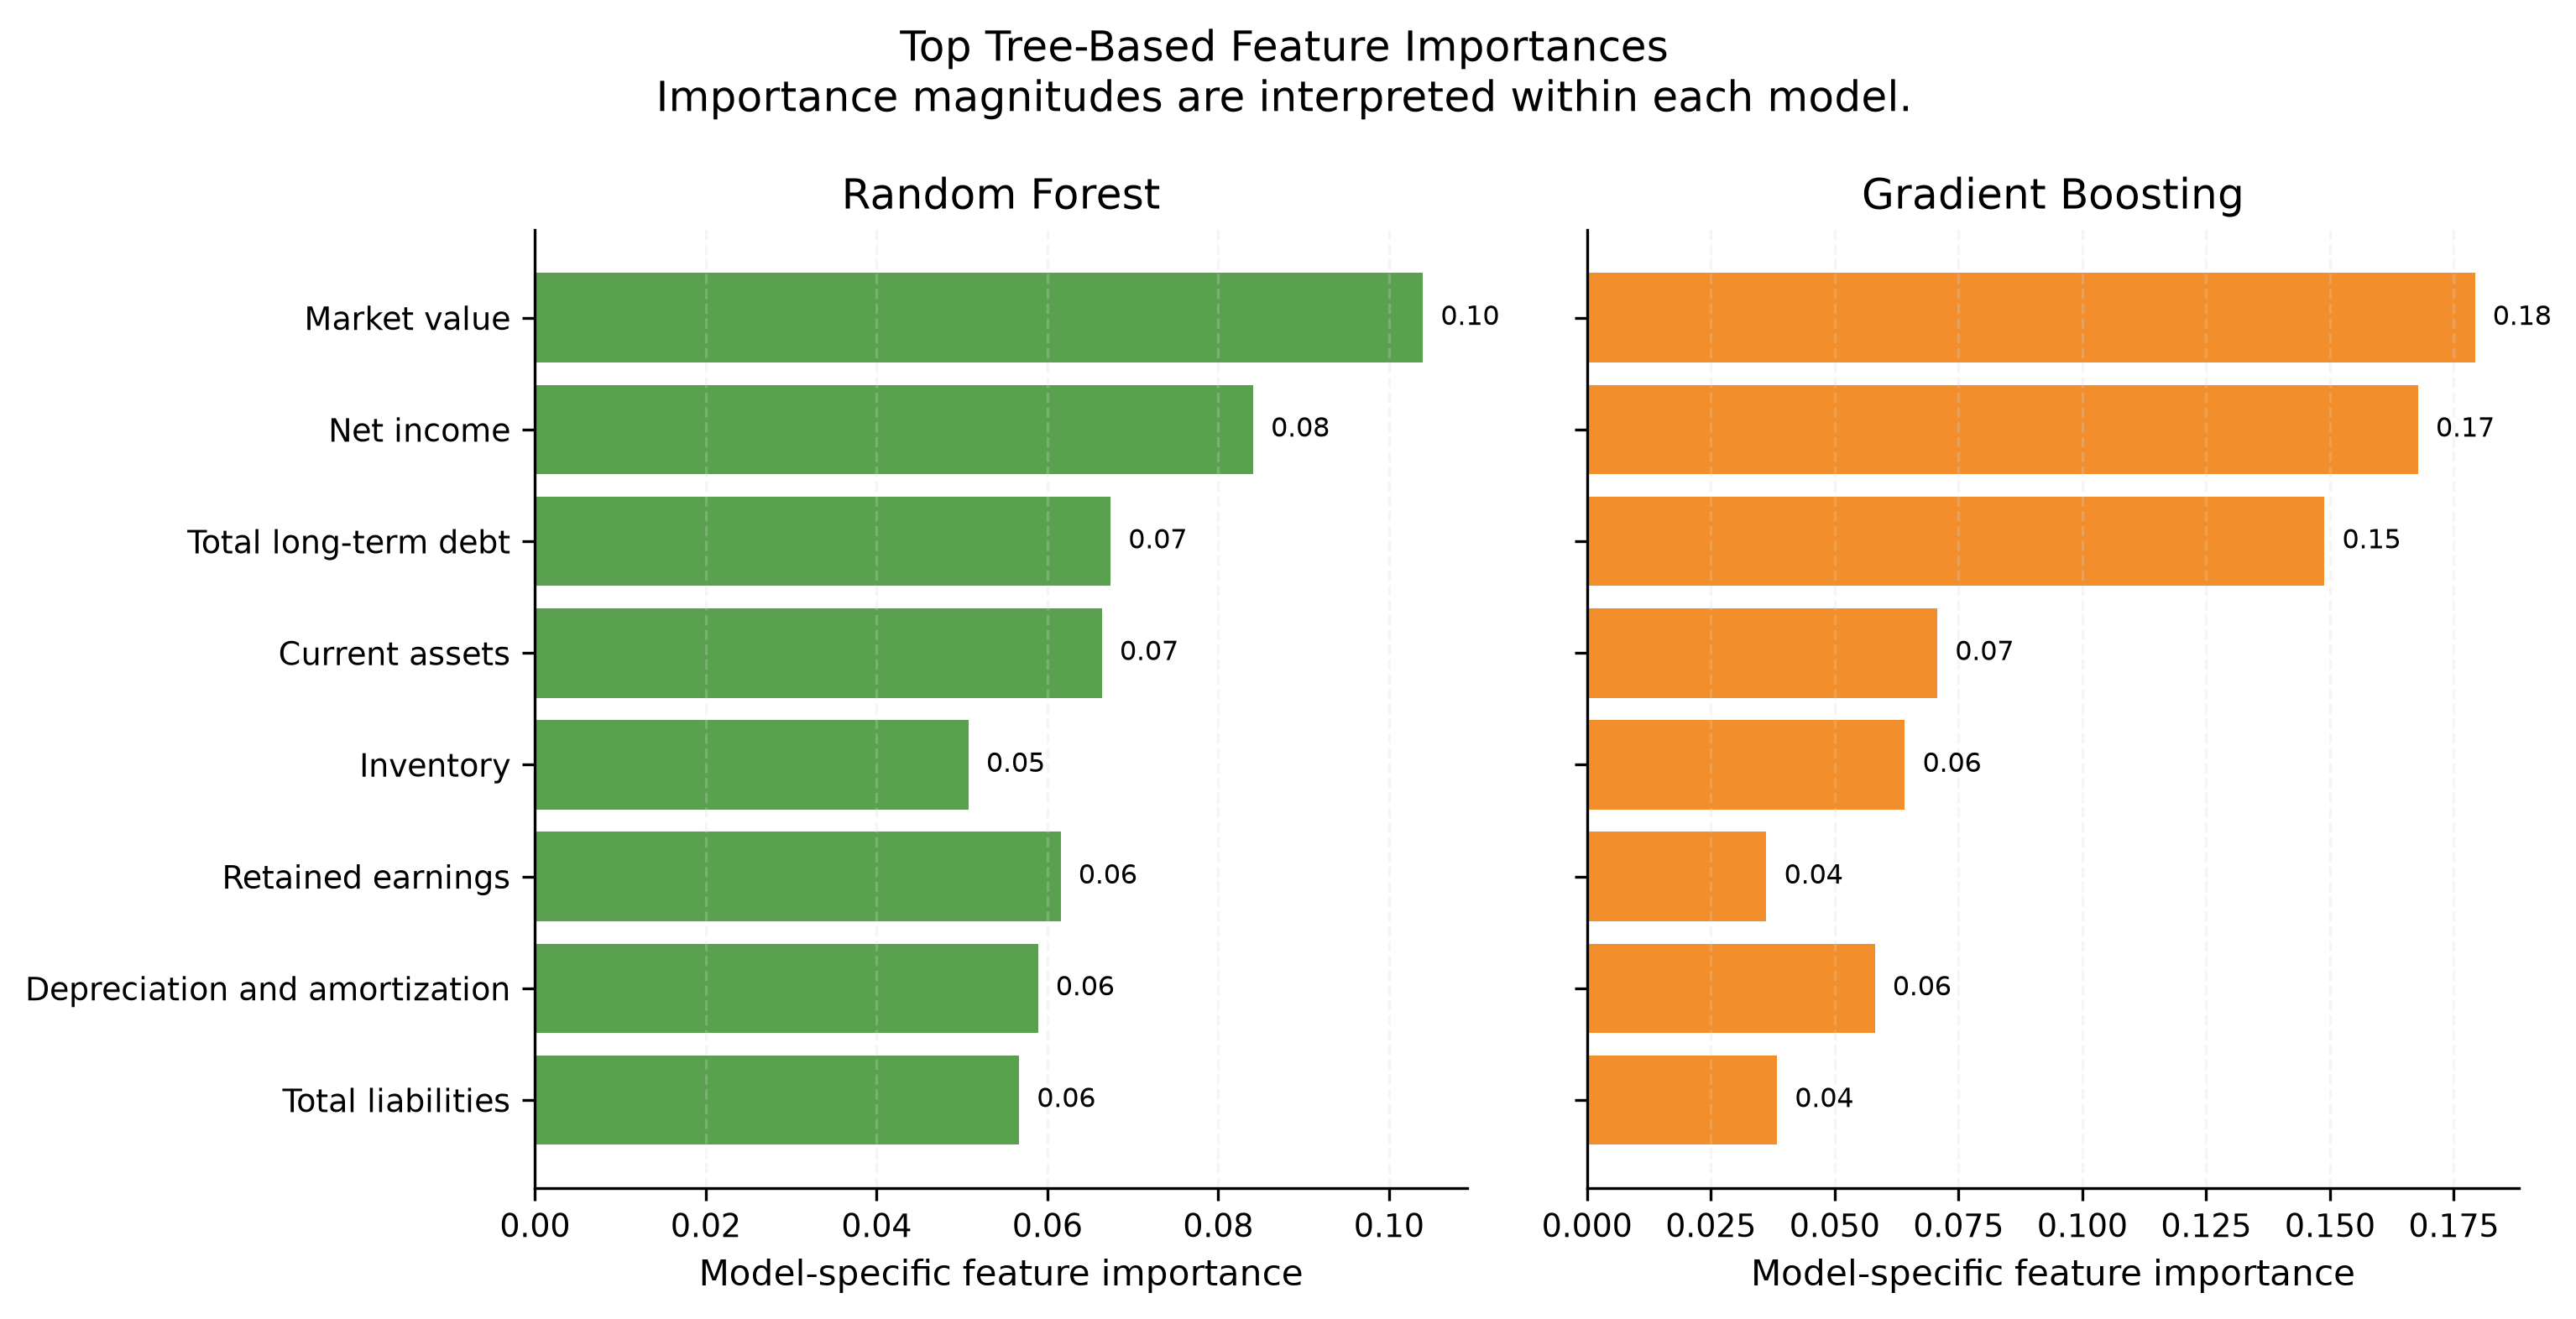 Top Tree-Based Feature Importances
Importance magnitudes are interpreted within each model.
Random Forest
Market value
0.10
Net income
0.08
Total long-term debt
0.07
Current assets
0.07
Inventory
0.05
Retained earnings
0.06
Depreciation and amortization
0.06
Total liabilities
0.06
0.00 0.02 0.04 0.06 0.08 0.10
Model-specific feature importance
Gradient Boosting
0.18
0.17
0.15
0.07
0.06
0.04
0.06
0.04
0.000 0.025 0.050 0.075 0.100 0.125 0.150 0.175
Model-specific feature importance